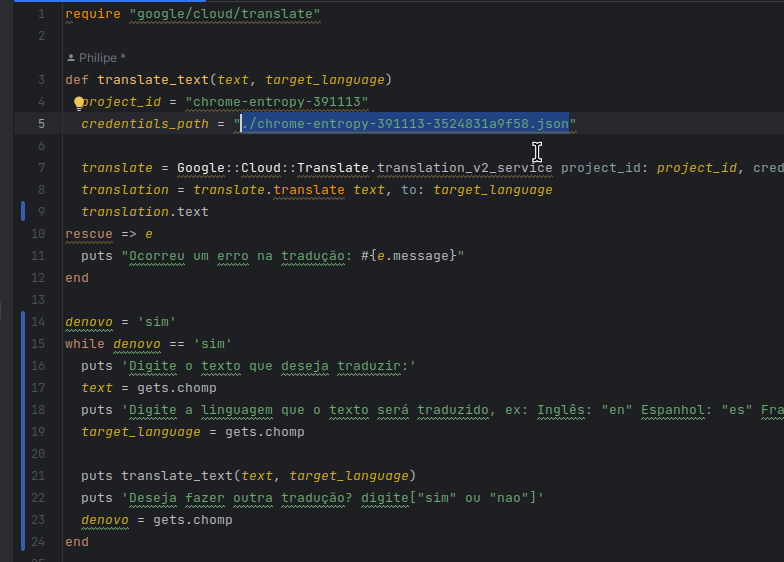 1 require "google/cloud/translate"
2
Philipe *
3 def translate_text(text, target_language)
4 project_id = "chrome-entropy-391113"
5 credentials_path = "./chrome-entropy-391113-3524831a9f58.json"
6
7 translate = Google::Cloud::Translate.translation_v2_service project_id: project_id, cred
8 translation = translate.translate text, to: target_language
9 translation.text
10 rescue => e
11 puts "Ocorreu um erro na tradução: #{e.message}"
12 end
13
14 denovo = 'sim'
15 while denovo == 'sim'
16 puts 'Digite o texto que deseja traduzir:'
17 text = gets.chomp
18 puts 'Digite a linguagem que o texto será traduzido, ex: Inglês: "en" Espanhol: "es" Fra
19 target_language = gets.chomp
20
21 puts translate_text(text, target_language)
22 puts 'Deseja fazer outra tradução? digite["sim" ou "nao"]'
23 denovo = gets.chomp
24 end